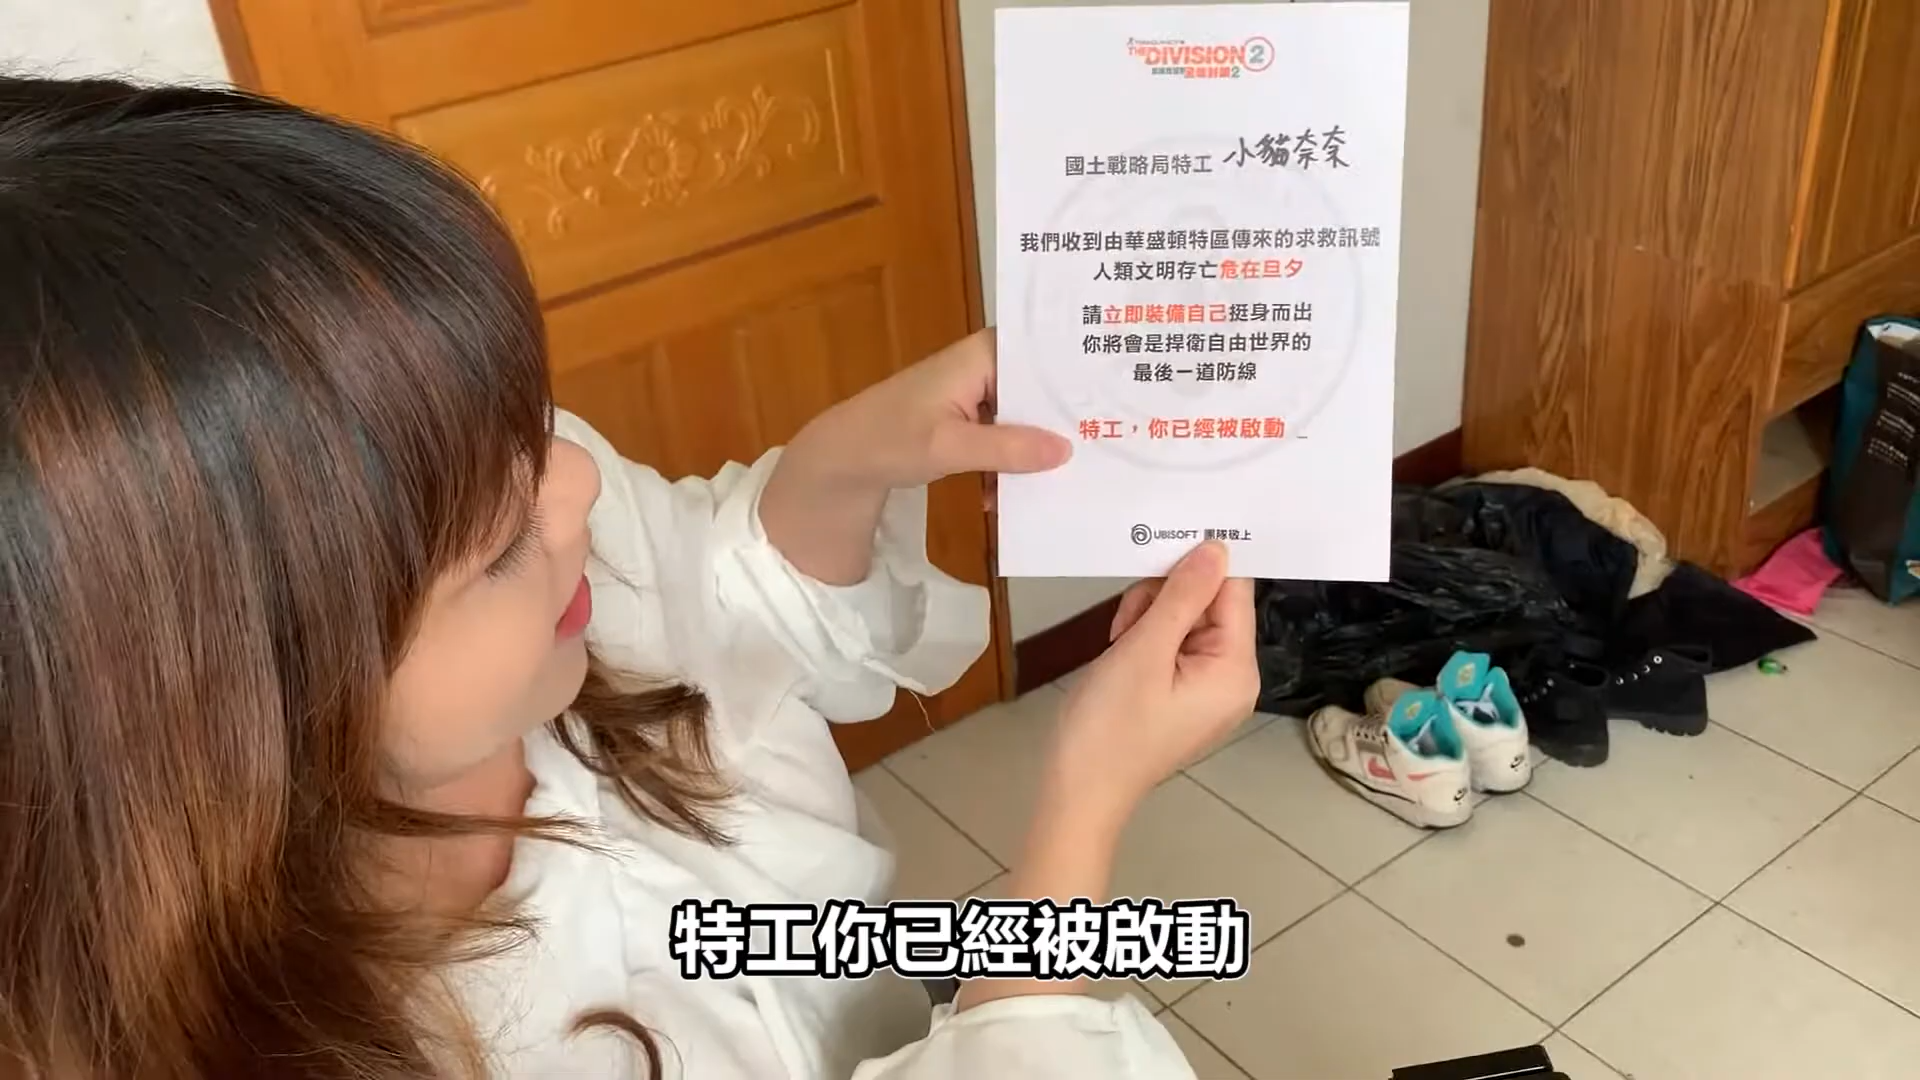 THE DIVISION 2
全境封鎖2
國土戰略局特工 小貓奈奈
我們收到由華盛頓特區傳來的求救訊號
人類文明存亡危在旦夕
請立即裝備自己挺身而出
你將會是捍衛自由世界的
最後一道防線
特工，你已經被啟動 _
UBISOFT 團隊敬上
特工你已經被啟動